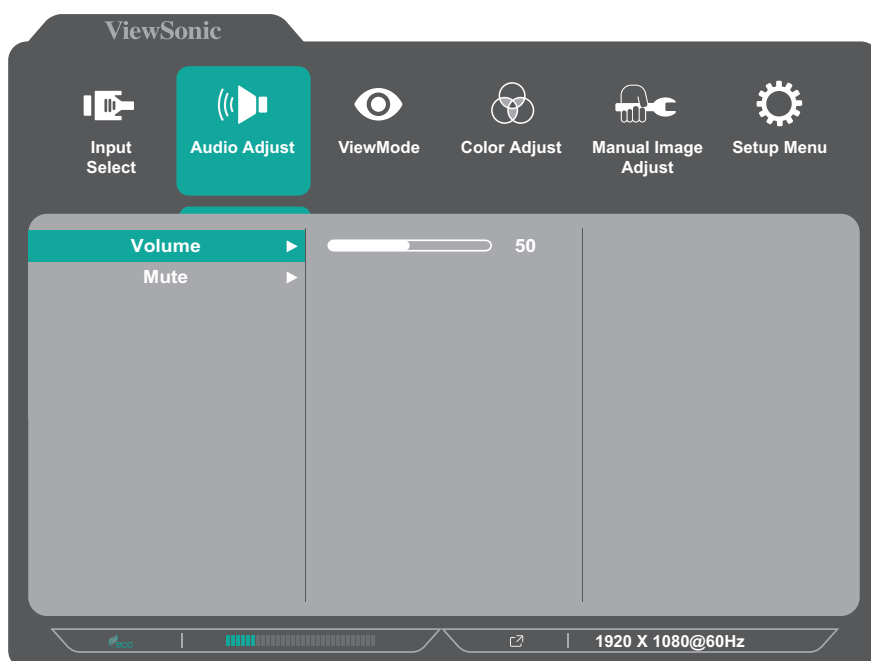 ViewSonic
Input
Select
Audio Adjust
ViewMode
Color Adjust
Manual Image
Adjust
Setup Menu
Volume
50
Mute
eco
1920 X 1080@60Hz